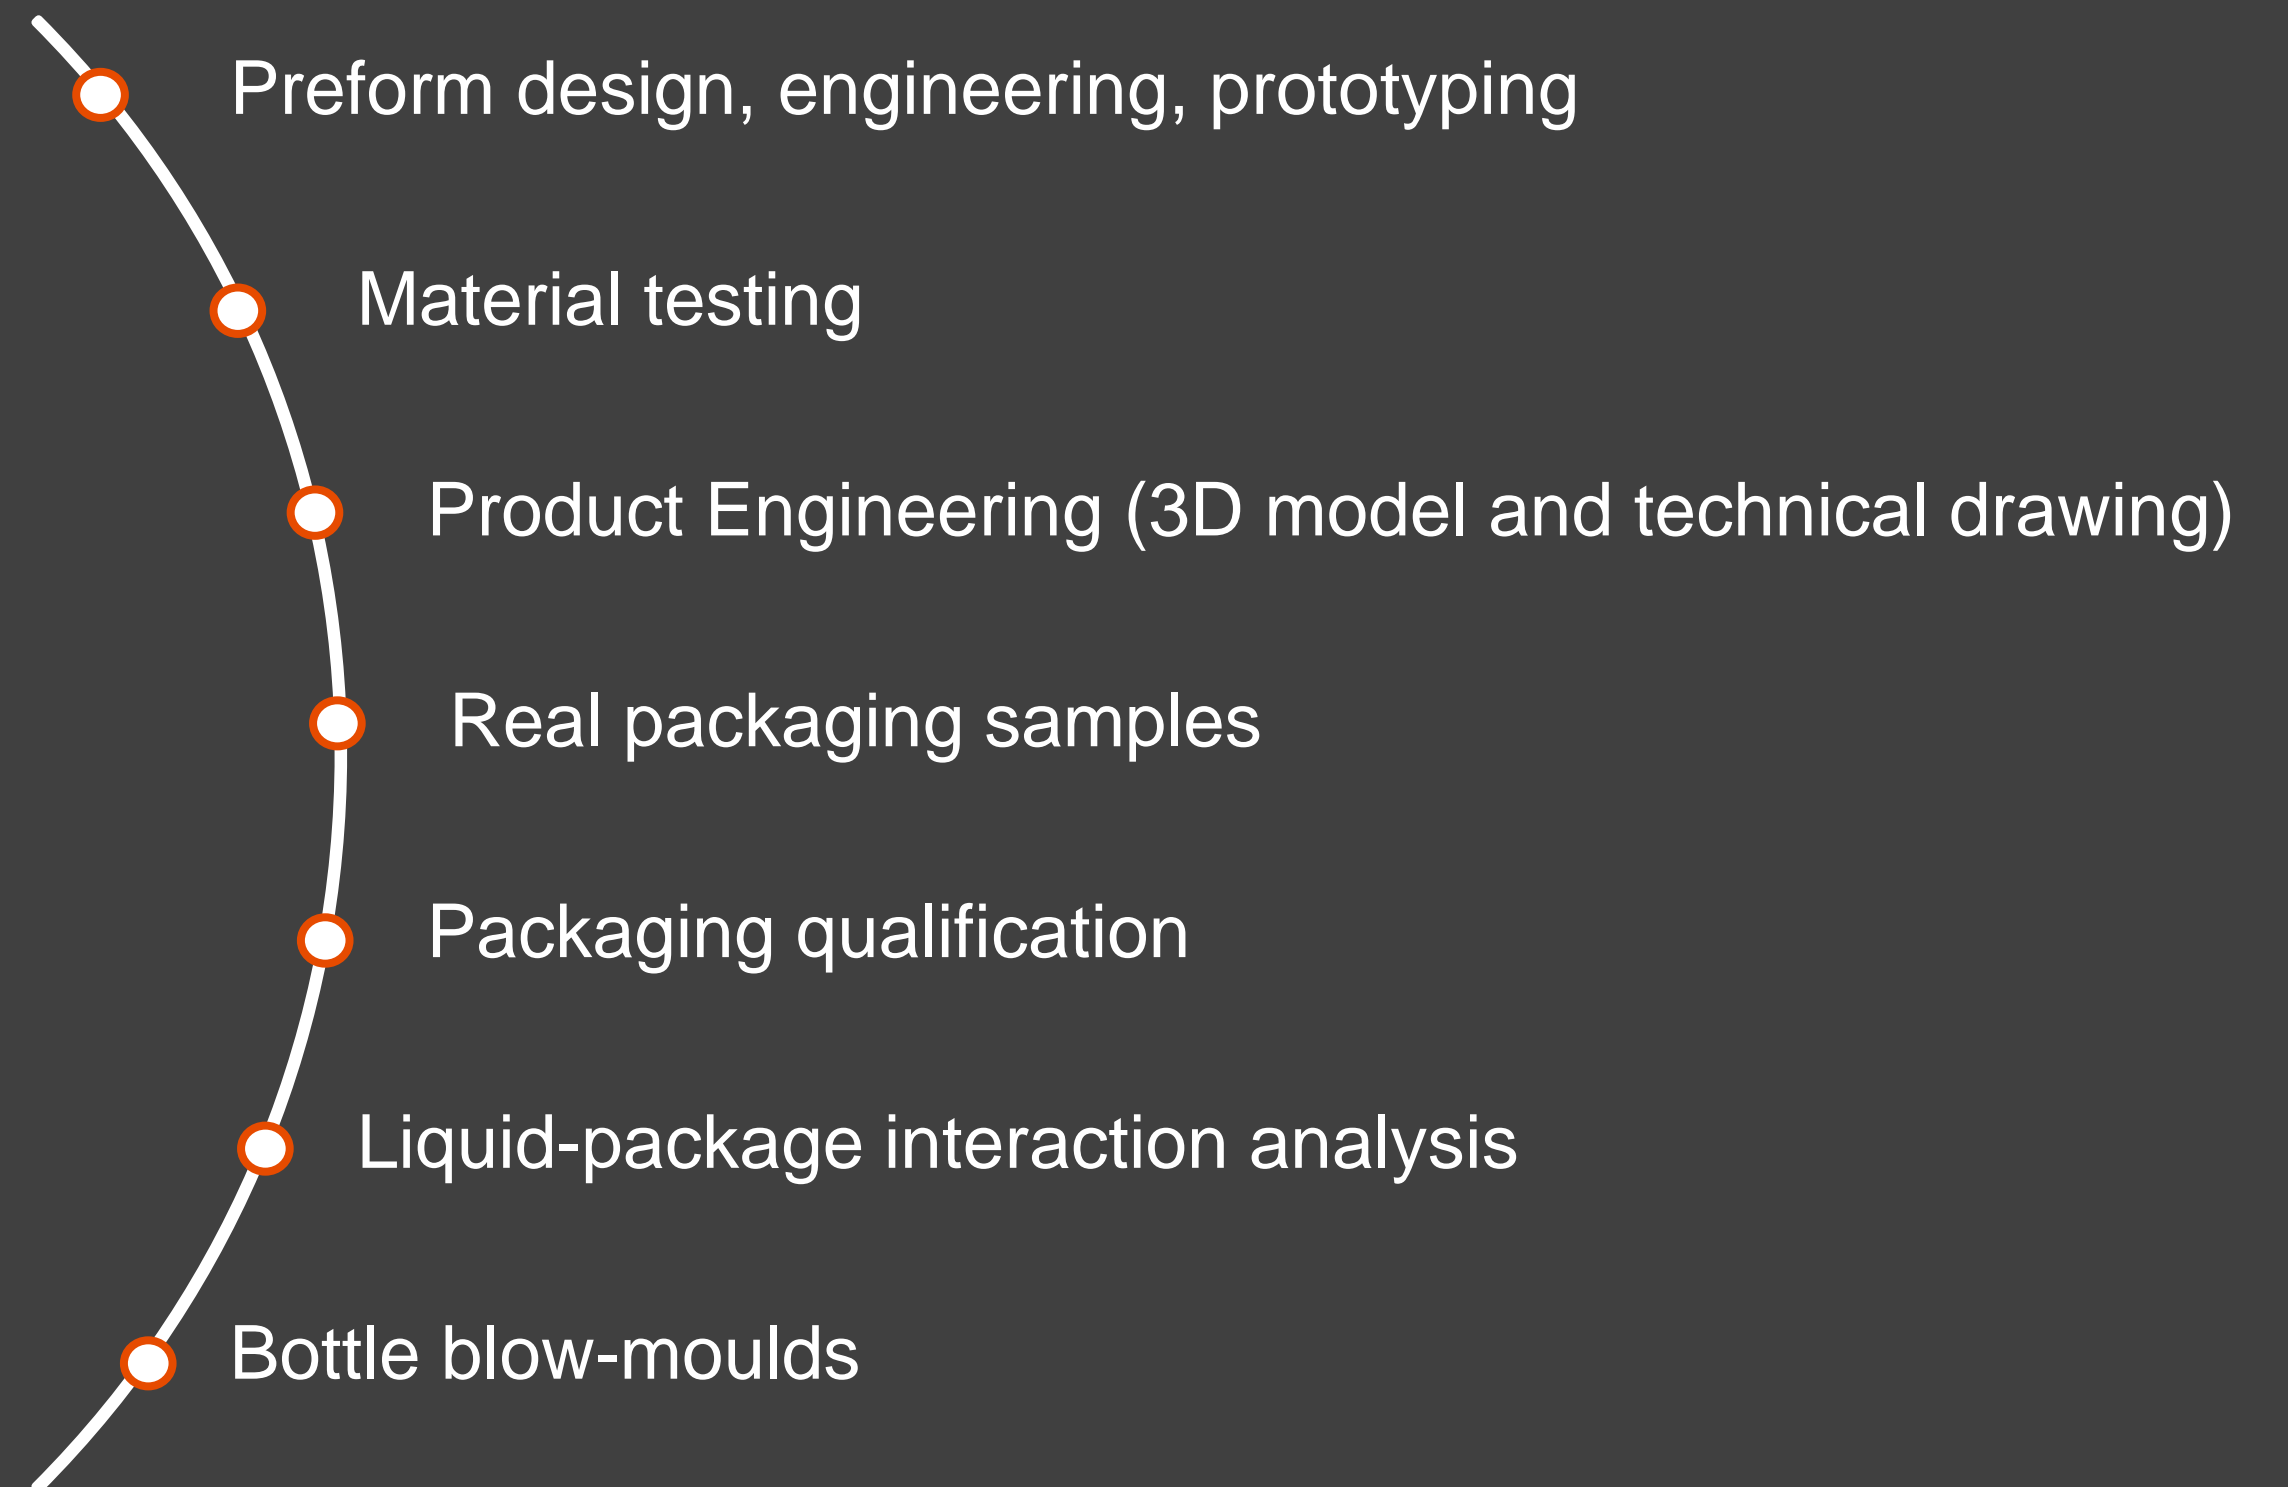 Preform design, engineering, prototyping
Material testing
Product Engineering (3D model and technical drawing)
Real packaging samples
Packaging qualification
Liquid-package interaction analysis
Bottle blow-moulds